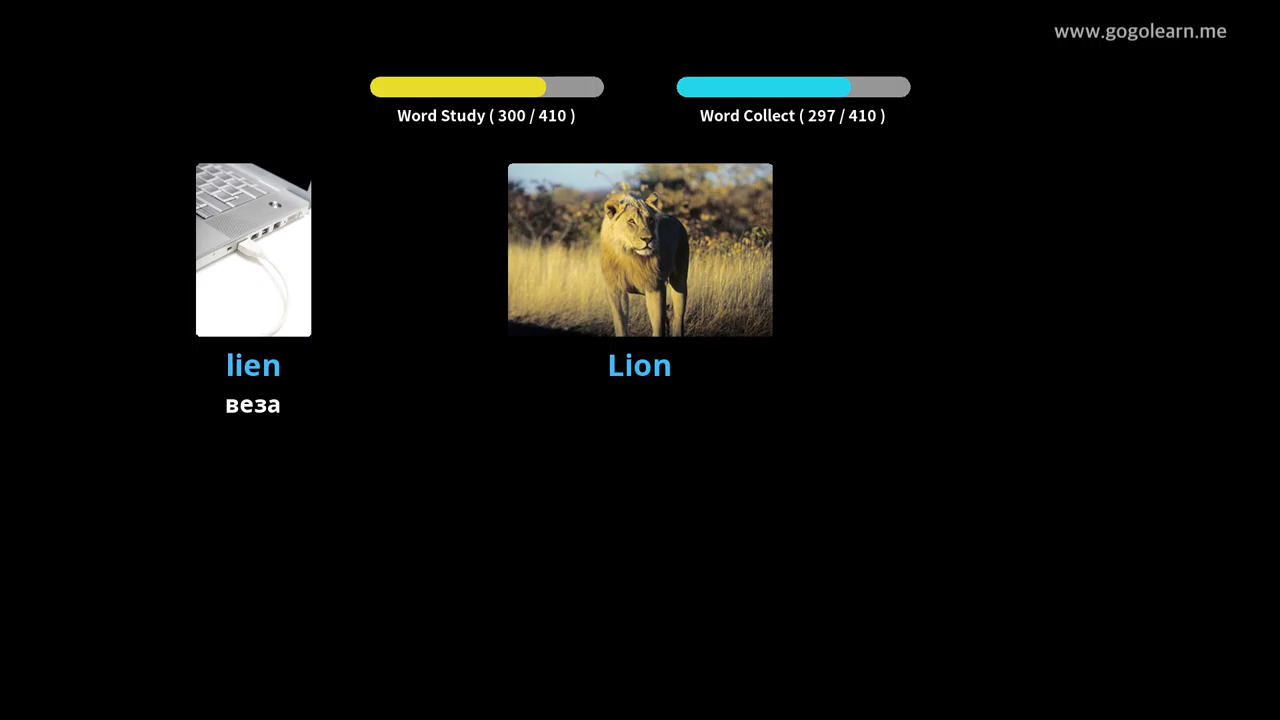 www.gogolearn.me
Word Study ( 300 / 410 )
Word Collect ( 297 / 410 )
lien
Lion
веза